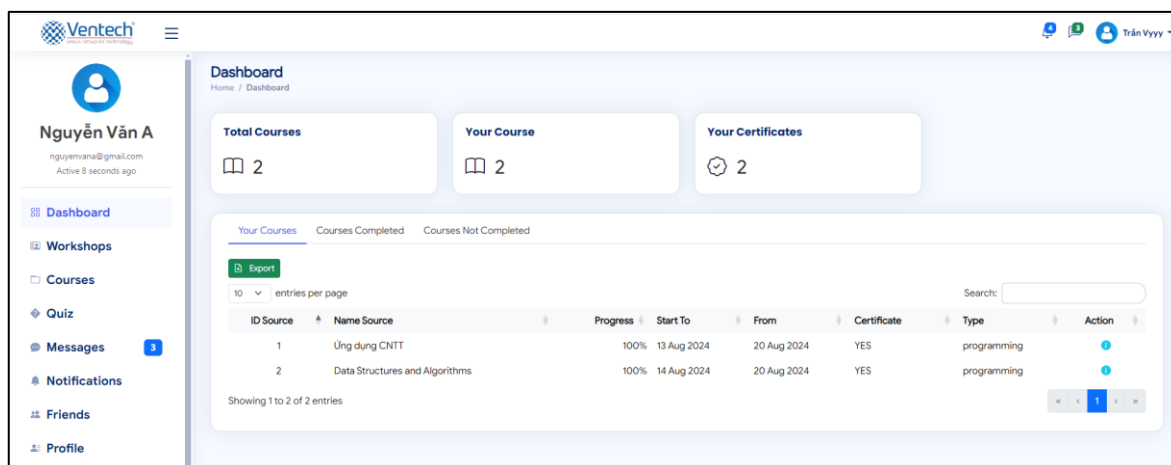 Ventech
4
3
Trần Vyyy
Nguyễn Văn A
nguyenvana@gmail.com
Active 8 seconds ago
Dashboard
Workshops
Courses
Quiz
Messages 3
Notifications
Friends
Profile
Dashboard
Home / Dashboard
Total Courses
2
Your Course
2
Your Certificates
2
Your Courses Courses Completed Courses Not Completed
Export
10 entries per page Search:
ID Source Name Source Progress Start To From Certificate Type Action
1 Ứng dụng CNTT 100% 13 Aug 2024 20 Aug 2024 YES programming
2 Data Structures and Algorithms 100% 14 Aug 2024 20 Aug 2024 YES programming
Showing 1 to 2 of 2 entries « ‹ 1 › »